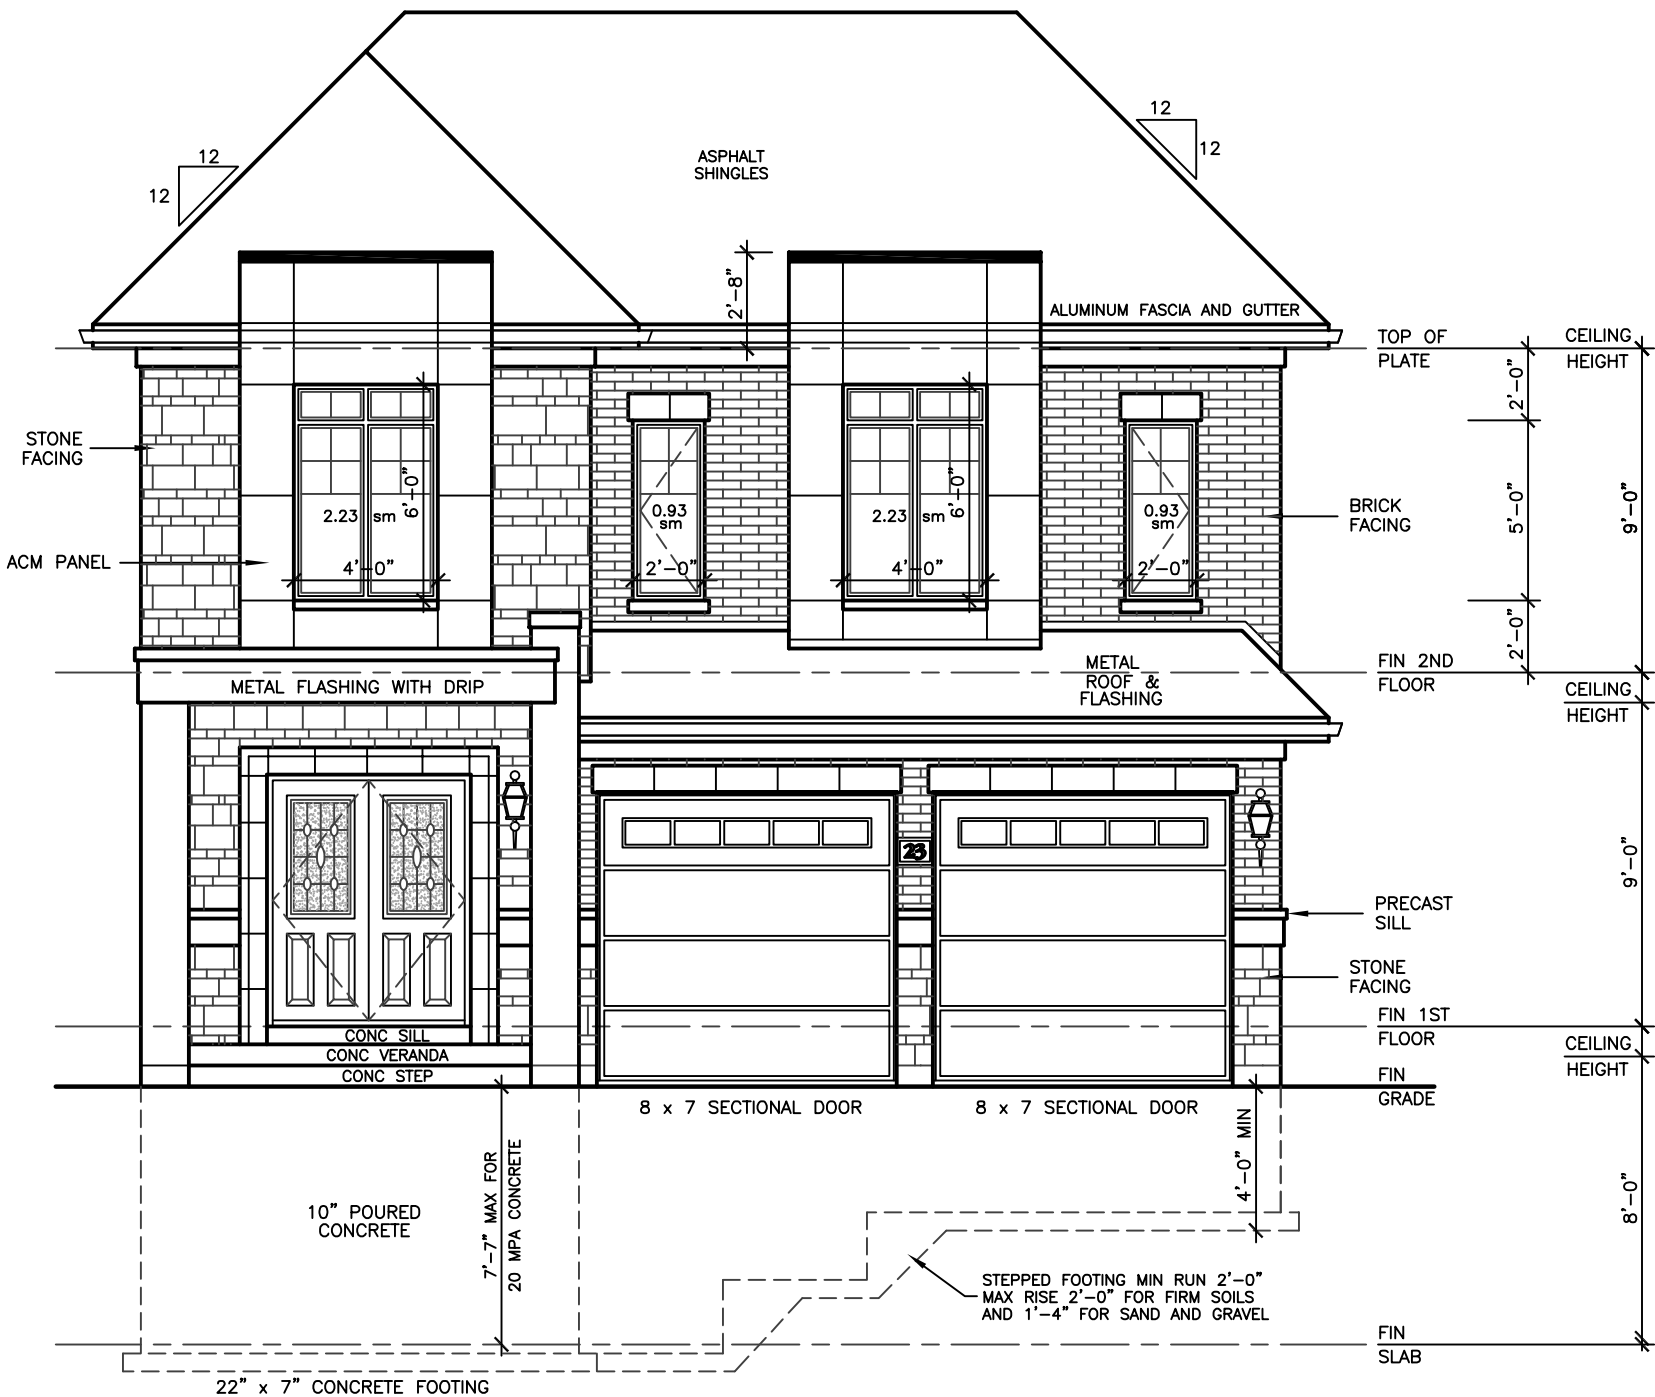 12
12
12
12
ASPHALT
SHINGLES
2'-8"
ALUMINUM FASCIA AND GUTTER
TOP OF
PLATE
CEILING
HEIGHT
STONE
FACING
ACM PANEL
2.23 sm
6'-0"
4'-0"
0.93
sm
2'-0"
2.23 sm
6'-0"
4'-0"
0.93
sm
2'-0"
BRICK
FACING
2'-0"
5'-0"
2'-0"
9'-0"
METAL FLASHING WITH DRIP
METAL
ROOF &
FLASHING
FIN 2ND
FLOOR
CEILING
HEIGHT
23
9'-0"
PRECAST
SILL
STONE
FACING
FIN 1ST
FLOOR
CEILING
HEIGHT
CONC SILL
CONC VERANDA
CONC STEP
FIN
GRADE
8 x 7 SECTIONAL DOOR
8 x 7 SECTIONAL DOOR
7'-7" MAX FOR
20 MPA CONCRETE
4'-0" MIN
8'-0"
10" POURED
CONCRETE
STEPPED FOOTING MIN RUN 2'-0"
MAX RISE 2'-0" FOR FIRM SOILS
AND 1'-4" FOR SAND AND GRAVEL
FIN
SLAB
22" x 7" CONCRETE FOOTING